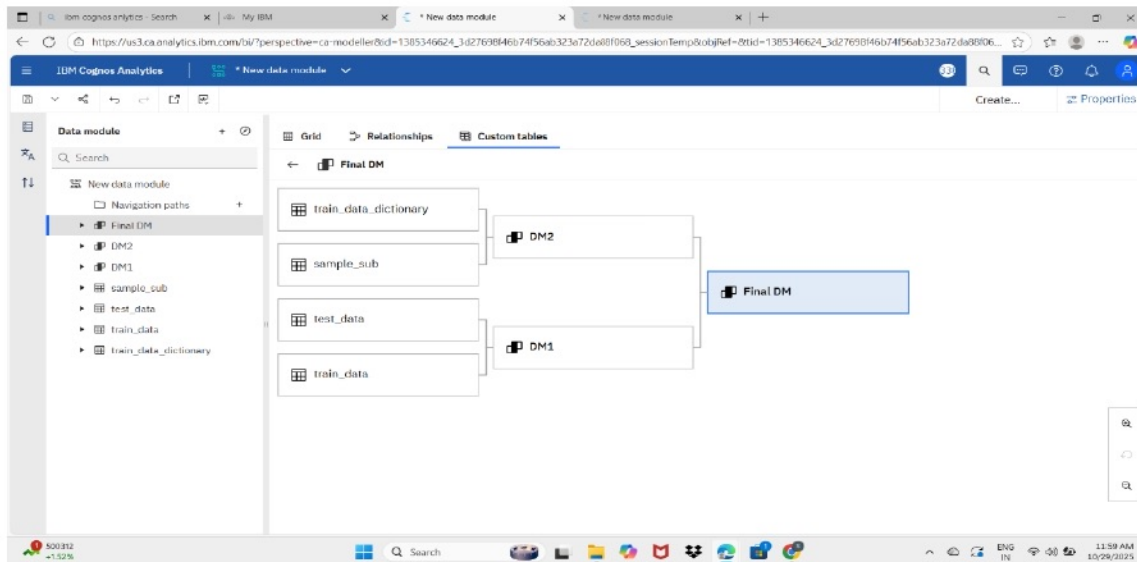 ibm cognos anlytics - Search
My IBM
* New data module
* New data module
https://us3.ca.analytics.ibm.com/bi/?perspective=ca-modeller&id=
IBM Cognos Analytics
* New data module
Create...
Properties
Data module
Search
New data module
Navigation paths
Final DM
DM2
DM1
sample_sub
test_data
train_data
train_data_dictionary
Grid
Relationships
Custom tables
Final DM
train_data_dictionary
sample_sub
test_data
train_data
DM2
DM1
Final DM
500312
+1.52%
Search
ENG
IN
11:59 AM
10/29/2025